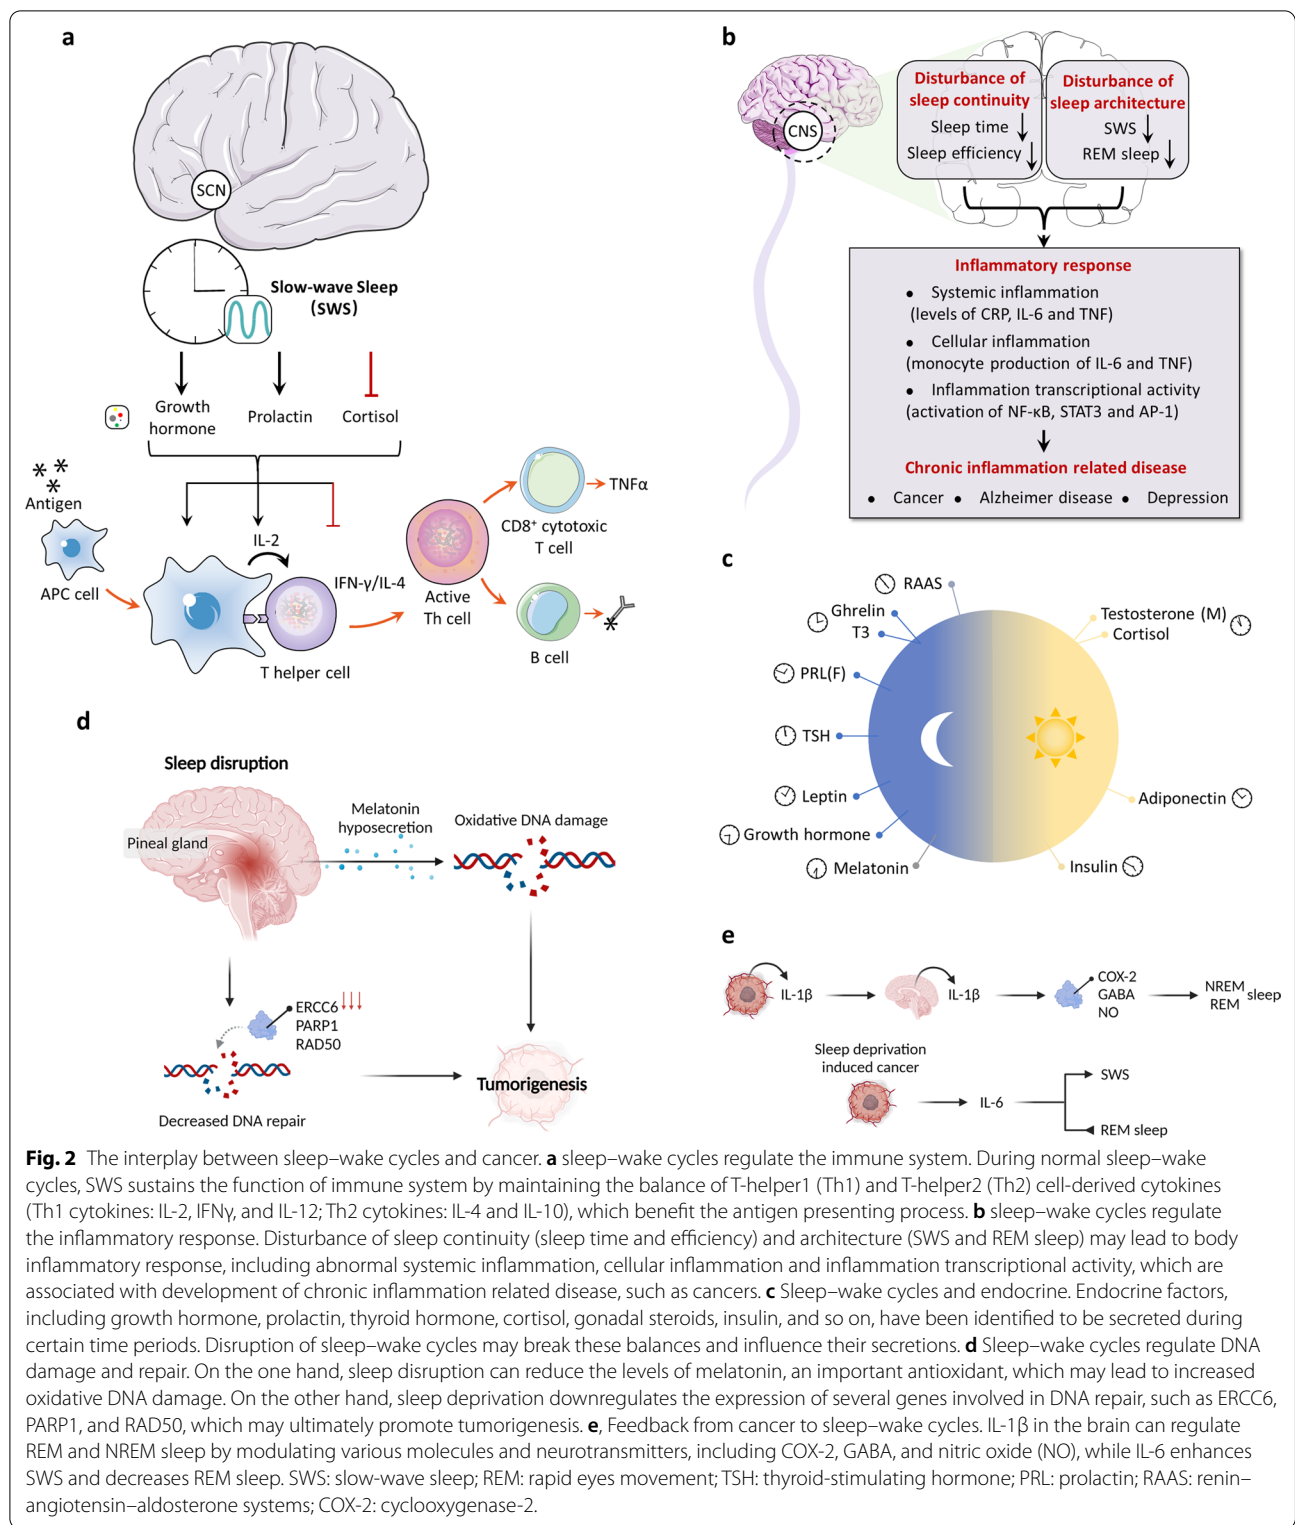 a
SCN
Slow-wave Sleep
(SWS)
Growth
hormone
Prolactin
Cortisol
Antigen
APC cell
IL-2
T helper cell
IFN-γ/IL-4
Active
Th cell
CD8⁺ cytotoxic
T cell
TNFα
B cell
b
CNS
Disturbance of
sleep continuity
Sleep time
Sleep efficiency
Disturbance of
sleep architecture
SWS
REM sleep
Inflammatory response
• Systemic inflammation
(levels of CRP, IL-6 and TNF)
• Cellular inflammation
(monocyte production of IL-6 and TNF)
• Inflammation transcriptional activity
(activation of NF-κB, STAT3 and AP-1)
Chronic inflammation related disease
• Cancer • Alzheimer disease • Depression
c
RAAS
Ghrelin
T3
PRL(F)
TSH
Leptin
Growth hormone
Melatonin
Testosterone (M)
Cortisol
Adiponectin
Insulin
d
Sleep disruption
Pineal gland
Melatonin
hyposecretion
Oxidative DNA damage
ERCC6
PARP1
RAD50
Decreased DNA repair
Tumorigenesis
e
IL-1β
IL-1β
COX-2
GABA
NO
NREM
REM
sleep
Sleep deprivation
induced cancer
IL-6
SWS
REM sleep
Fig. 2 The interplay between sleep–wake cycles and cancer. a sleep–wake cycles regulate the immune system. During normal sleep–wake
cycles, SWS sustains the function of immune system by maintaining the balance of T-helper1 (Th1) and T-helper2 (Th2) cell-derived cytokines
(Th1 cytokines: IL-2, IFNγ, and IL-12; Th2 cytokines: IL-4 and IL-10), which benefit the antigen presenting process. b sleep–wake cycles regulate
the inflammatory response. Disturbance of sleep continuity (sleep time and efficiency) and architecture (SWS and REM sleep) may lead to body
inflammatory response, including abnormal systemic inflammation, cellular inflammation and inflammation transcriptional activity, which are
associated with development of chronic inflammation related disease, such as cancers. c Sleep–wake cycles and endocrine. Endocrine factors,
including growth hormone, prolactin, thyroid hormone, cortisol, gonadal steroids, insulin, and so on, have been identified to be secreted during
certain time periods. Disruption of sleep–wake cycles may break these balances and influence their secretions. d Sleep–wake cycles regulate DNA
damage and repair. On the one hand, sleep disruption can reduce the levels of melatonin, an important antioxidant, which may lead to increased
oxidative DNA damage. On the other hand, sleep deprivation downregulates the expression of several genes involved in DNA repair, such as ERCC6,
PARP1, and RAD50, which may ultimately promote tumorigenesis. e, Feedback from cancer to sleep–wake cycles. IL-1β in the brain can regulate
REM and NREM sleep by modulating various molecules and neurotransmitters, including COX-2, GABA, and nitric oxide (NO), while IL-6 enhances
SWS and decreases REM sleep. SWS: slow-wave sleep; REM: rapid eyes movement; TSH: thyroid-stimulating hormone; PRL: prolactin; RAAS: renin–
angiotensin–aldosterone systems; COX-2: cyclooxygenase-2.